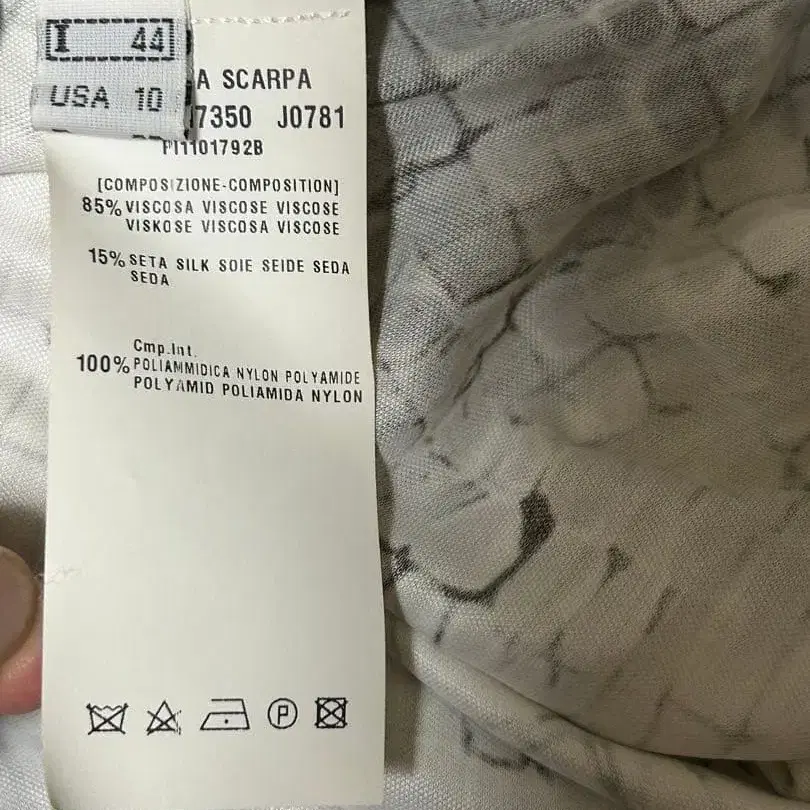 I 44
USA 10
A SCARPA
7350 J0781
PI1101792B
[COMPOSIZIONE-COMPOSITION]
85% VISCOSA VISCOSE VISCOSE
VISKOSE VISCOSA VISCOSE
15% SETA SILK SOIE SEIDE SEDA
SEDA
Cmp.Int.
100% POLIAMMIDICA NYLON POLYAMIDE
POLYAMID POLIAMIDA NYLON
P